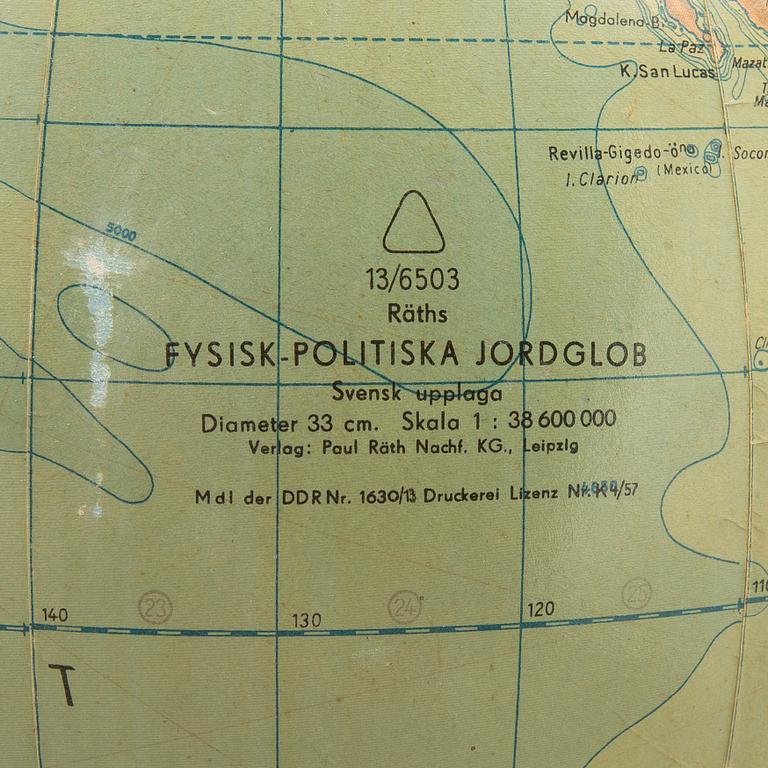 Magdalena-B.
La Paz
K.San Lucas
Revilla-Gigedo-öna
I. Clarion
(Mexico)
5000
13/6503
Räths
FYSISK-POLITISKA JORDGLOB
Svensk upplaga
Diameter 33 cm. Skala 1 : 38 600 000
Verlag: Paul Räth Nachf. KG., Leipzig
MdI der DDR Nr. 1630/13 Druckerei Lizenz Nr. K 4/57
23
24
25
140
130
120
110
T